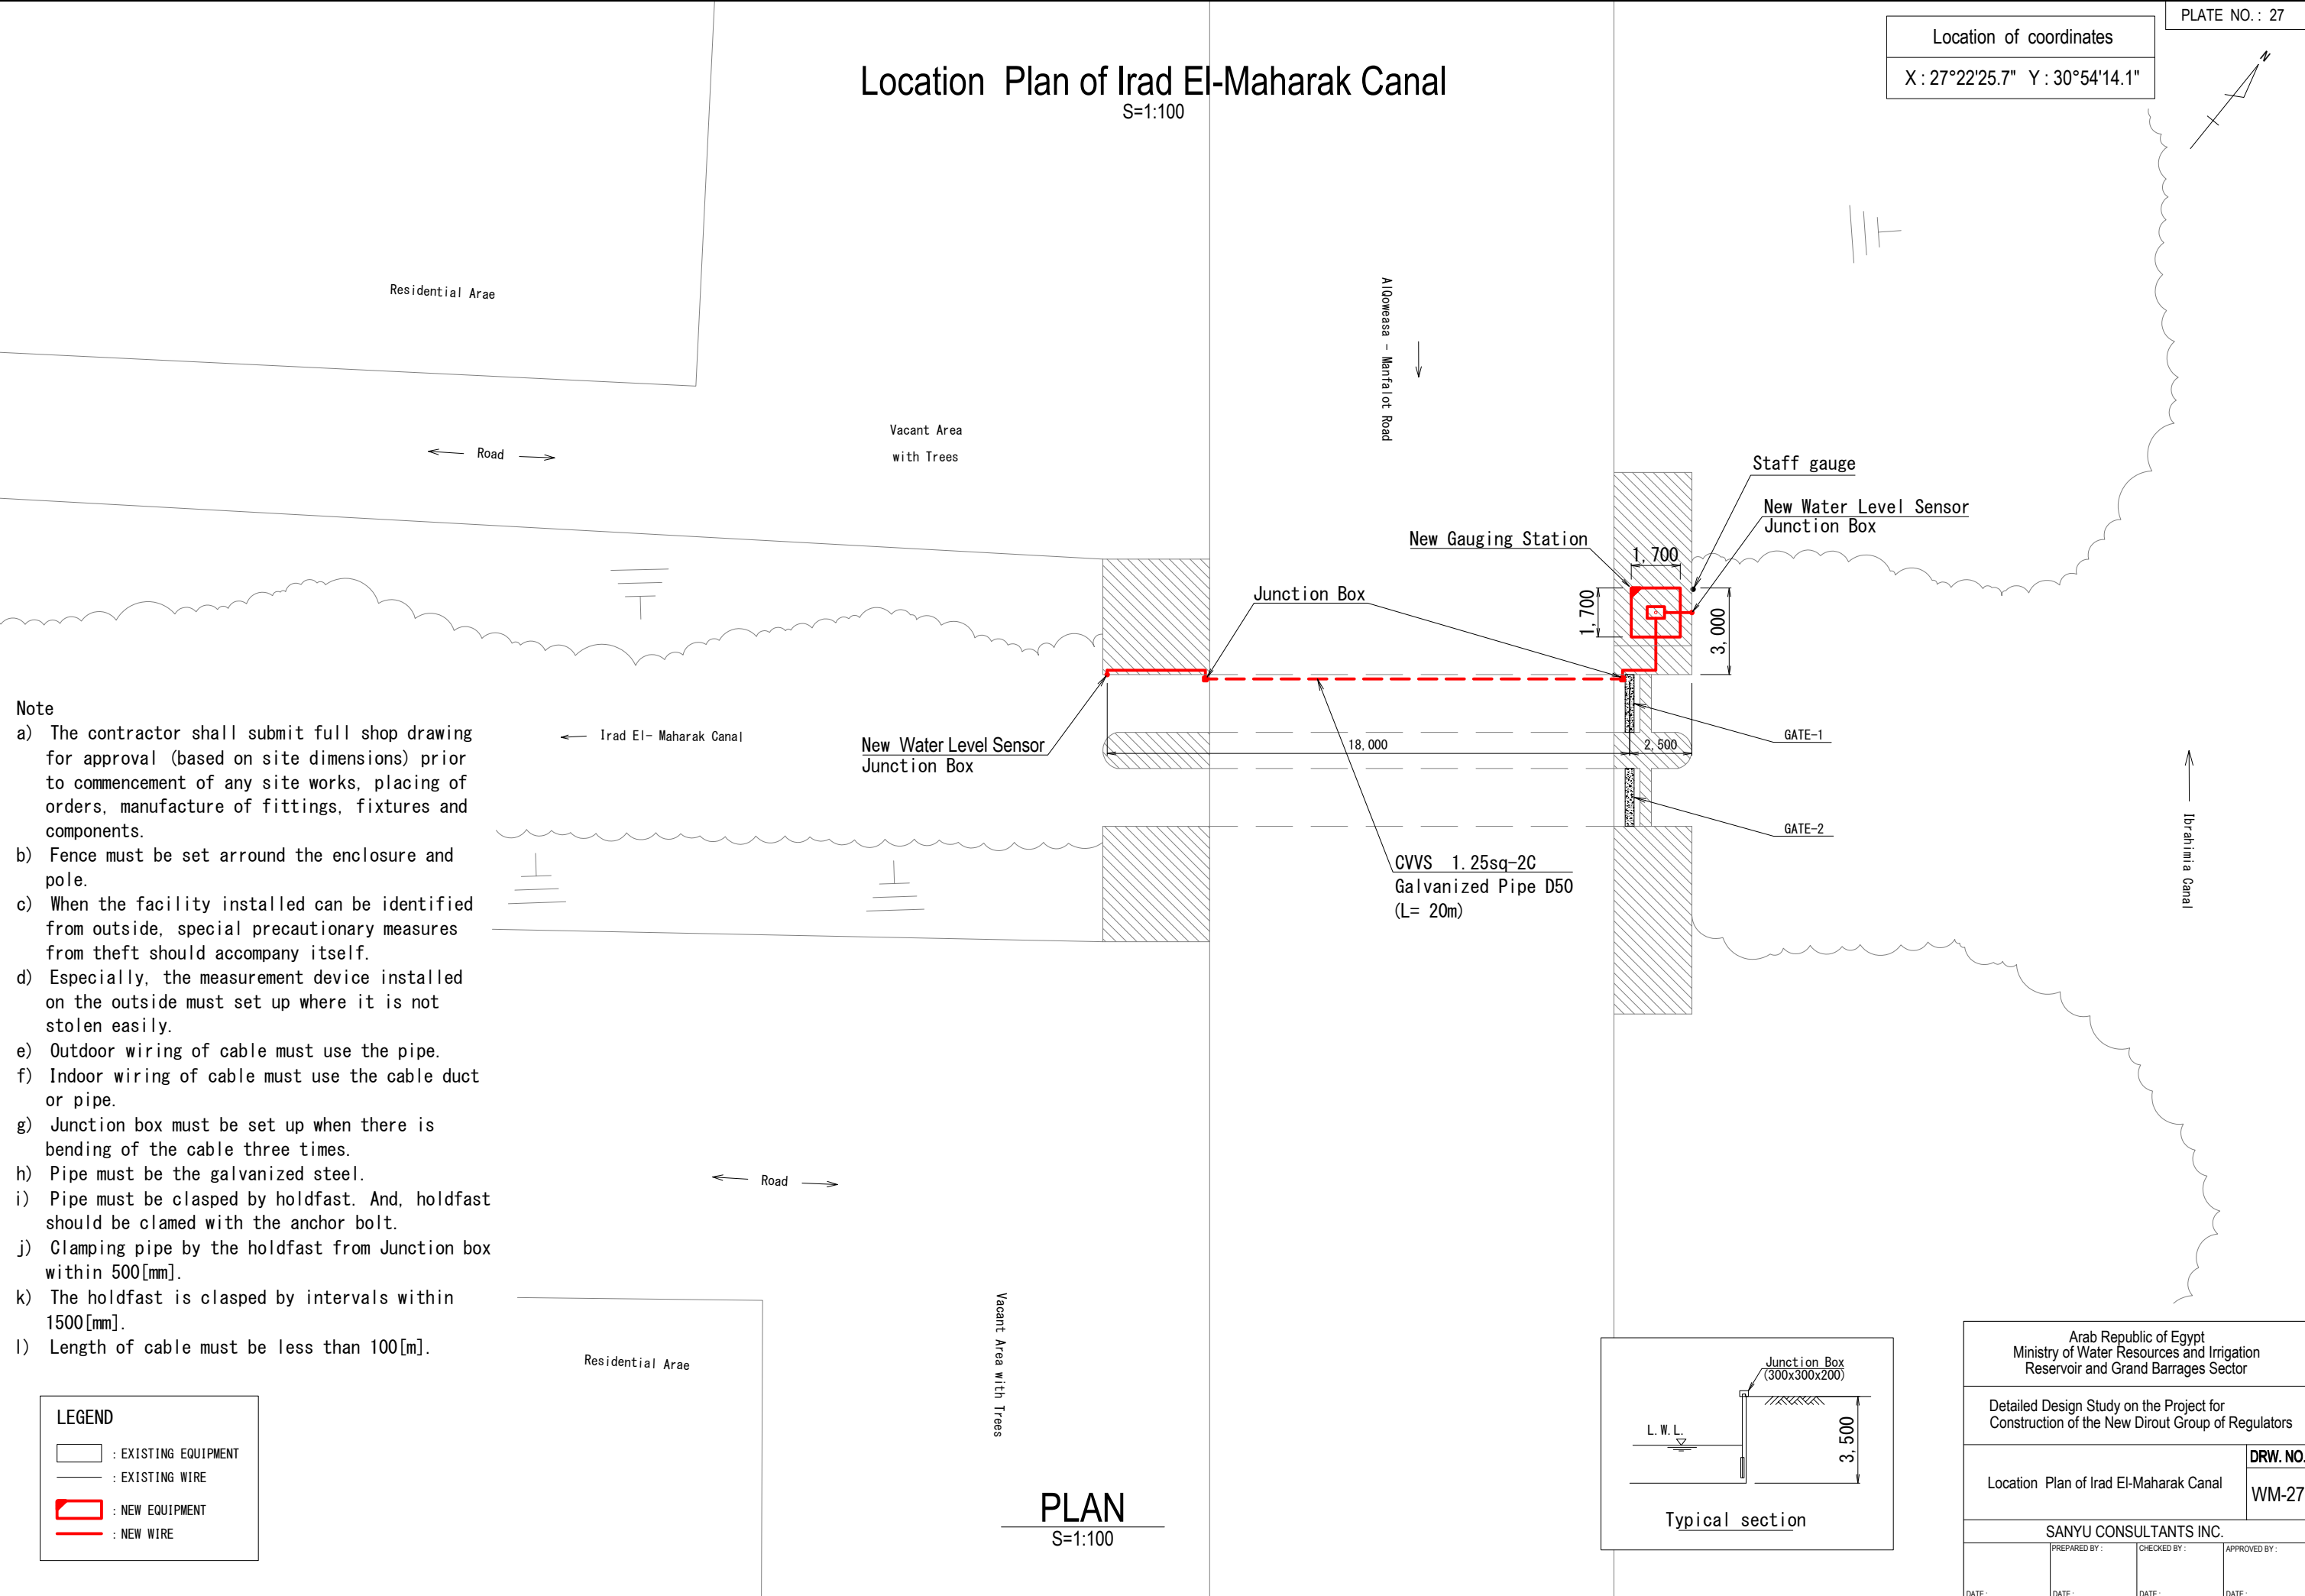 PLATE NO.: 27
Location of coordinates
X : 27°22'25.7" Y : 30°54'14.1"
N
Location Plan of Irad El-Maharak Canal
S=1:100
Residential Arae
AlQoweasa - Manfalot Road
Vacant Area
with Trees
Road
Staff gauge
New Water Level Sensor
Junction Box
New Gauging Station
1,700
1,700
3,000
Junction Box
Irad El- Maharak Canal
New Water Level Sensor
Junction Box
18,000
2,500
GATE-1
GATE-2
CVVS 1.25sq-2C
Galvanized Pipe D50
(L= 20m)
Ibrahimia Canal
Note
a) The contractor shall submit full shop drawing
for approval (based on site dimensions) prior
to commencement of any site works, placing of
orders, manufacture of fittings, fixtures and
components.
b) Fence must be set arround the enclosure and
pole.
c) When the facility installed can be identified
from outside, special precautionary measures
from theft should accompany itself.
d) Especially, the measurement device installed
on the outside must set up where it is not
stolen easily.
e) Outdoor wiring of cable must use the pipe.
f) Indoor wiring of cable must use the cable duct
or pipe.
g) Junction box must be set up when there is
bending of the cable three times.
h) Pipe must be the galvanized steel.
i) Pipe must be clasped by holdfast. And, holdfast
should be clamed with the anchor bolt.
j) Clamping pipe by the holdfast from Junction box
within 500[mm].
k) The holdfast is clasped by intervals within
1500[mm].
l) Length of cable must be less than 100[m].
Road
Residential Arae
Vacant Area with Trees
LEGEND
: EXISTING EQUIPMENT
: EXISTING WIRE
: NEW EQUIPMENT
: NEW WIRE
PLAN
S=1:100
Junction Box
(300x300x200)
L.W.L.
3,500
Typical section
Arab Republic of Egypt
Ministry of Water Resources and Irrigation
Reservoir and Grand Barrages Sector
Detailed Design Study on the Project for
Construction of the New Dirout Group of Regulators
Location Plan of Irad El-Maharak Canal
DRW. NO.
WM-27
SANYU CONSULTANTS INC.
PREPARED BY :
CHECKED BY :
APPROVED BY :
DATE :
DATE :
DATE :
DATE :